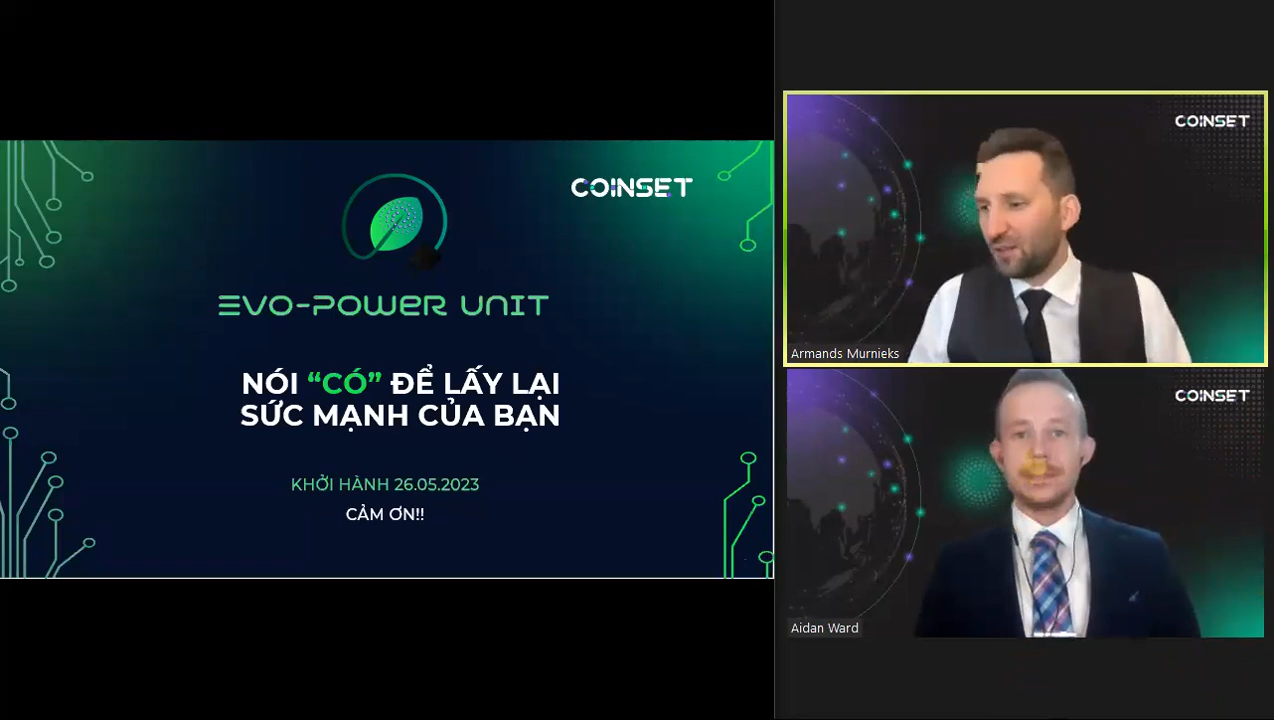 COINSET
EVO-POWER UNIT
NÓI “CÓ” ĐỂ LẤY LẠI
SỨC MẠNH CỦA BẠN
KHỞI HÀNH 26.05.2023
CẢM ƠN!!
COINSET
Armands Murnieks
COINSET
Aidan Ward